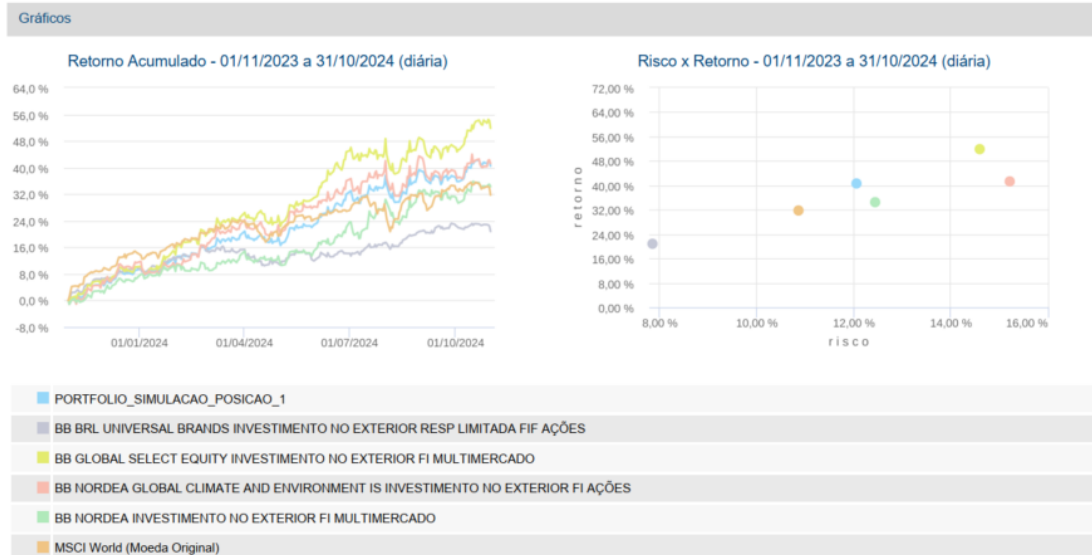 Gráficos
Retorno Acumulado - 01/11/2023 a 31/10/2024 (diária)
64,0 %
56,0 %
48,0 %
40,0 %
32,0 %
24,0 %
16,0 %
8,0 %
0,0 %
-8,0 %
01/01/2024 01/04/2024 01/07/2024 01/10/2024
Risco x Retorno - 01/11/2023 a 31/10/2024 (diária)
72,00 %
64,00 %
56,00 %
48,00 %
40,00 %
32,00 %
24,00 %
16,00 %
8,00 %
0,00 %
retorno
8,00 % 10,00 % 12,00 % 14,00 % 16,00 %
risco
PORTFOLIO_SIMULACAO_POSICAO_1
BB BRL UNIVERSAL BRANDS INVESTIMENTO NO EXTERIOR RESP LIMITADA FIF AÇÕES
BB GLOBAL SELECT EQUITY INVESTIMENTO NO EXTERIOR FI MULTIMERCADO
BB NORDEA GLOBAL CLIMATE AND ENVIRONMENT IS INVESTIMENTO NO EXTERIOR FI AÇÕES
BB NORDEA INVESTIMENTO NO EXTERIOR FI MULTIMERCADO
MSCI World (Moeda Original)